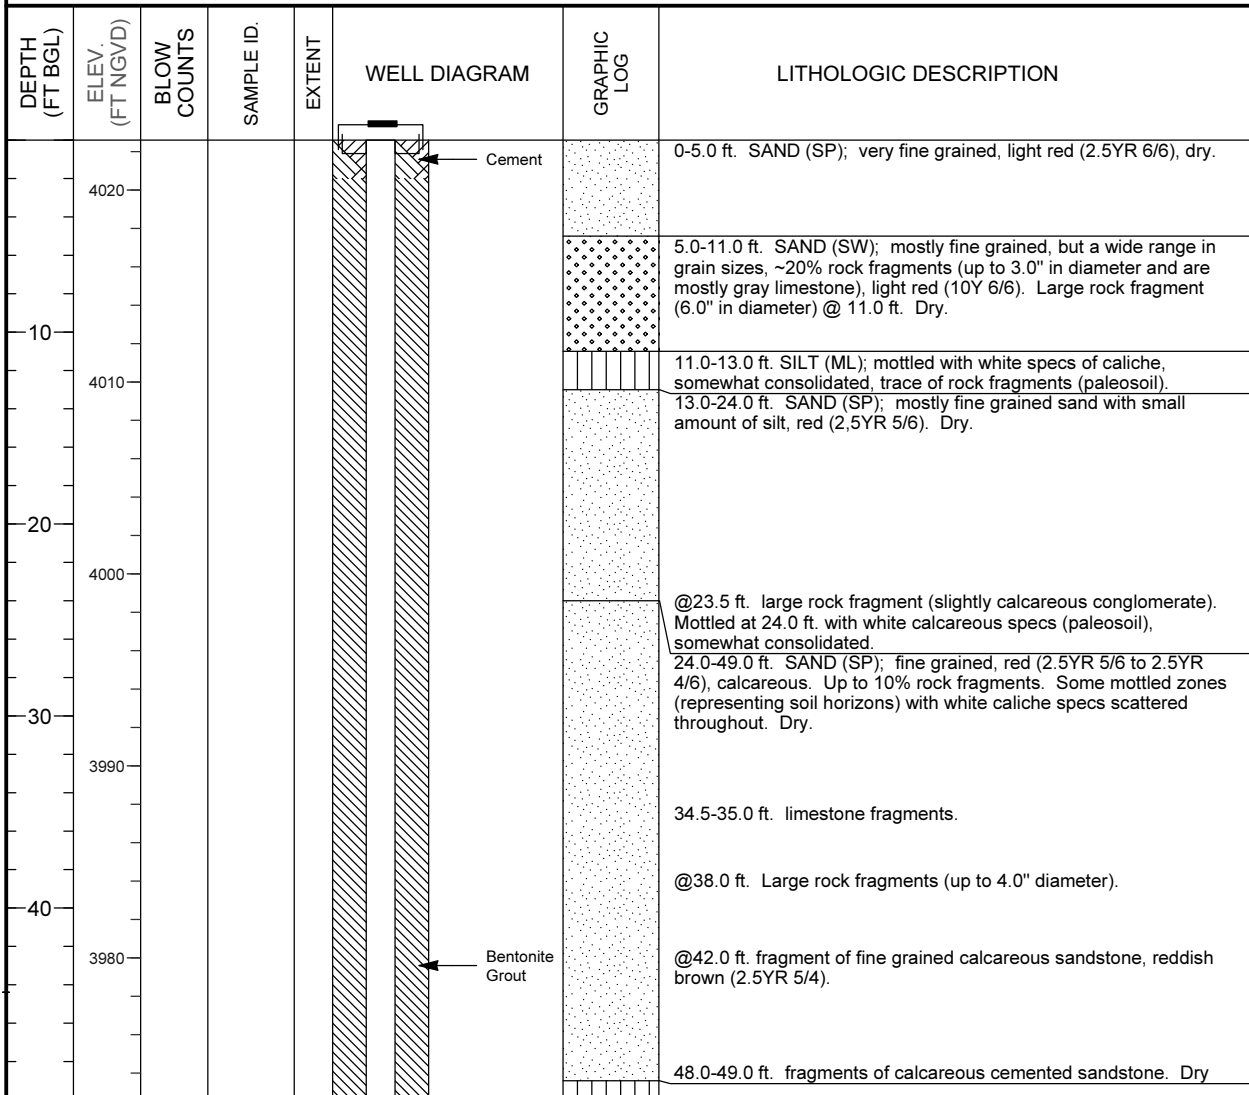 DEPTH
(FT BGL)
ELEV.
(FT NGVD)
BLOW
COUNTS
SAMPLE ID.
EXTENT
WELL DIAGRAM
GRAPHIC
LOG
LITHOLOGIC DESCRIPTION
Cement
0-5.0 ft. SAND (SP); very fine grained, light red (2.5YR 6/6), dry.
4020
5.0-11.0 ft. SAND (SW); mostly fine grained, but a wide range in
grain sizes, ~20% rock fragments (up to 3.0" in diameter and are
mostly gray limestone), light red (10Y 6/6). Large rock fragment
(6.0" in diameter) @ 11.0 ft. Dry.
10
11.0-13.0 ft. SILT (ML); mottled with white specs of caliche,
somewhat consolidated, trace of rock fragments (paleosoil).
4010
13.0-24.0 ft. SAND (SP); mostly fine grained sand with small
amount of silt, red (2,5YR 5/6). Dry.
20
4000
@23.5 ft. large rock fragment (slightly calcareous conglomerate).
Mottled at 24.0 ft. with white calcareous specs (paleosoil),
somewhat consolidated.
24.0-49.0 ft. SAND (SP); fine grained, red (2.5YR 5/6 to 2.5YR
4/6), calcareous. Up to 10% rock fragments. Some mottled zones
(representing soil horizons) with white caliche specs scattered
throughout. Dry.
30
3990
34.5-35.0 ft. limestone fragments.
@38.0 ft. Large rock fragments (up to 4.0" diameter).
40
3980
Bentonite
Grout
@42.0 ft. fragment of fine grained calcareous sandstone, reddish
brown (2.5YR 5/4).
48.0-49.0 ft. fragments of calcareous cemented sandstone. Dry